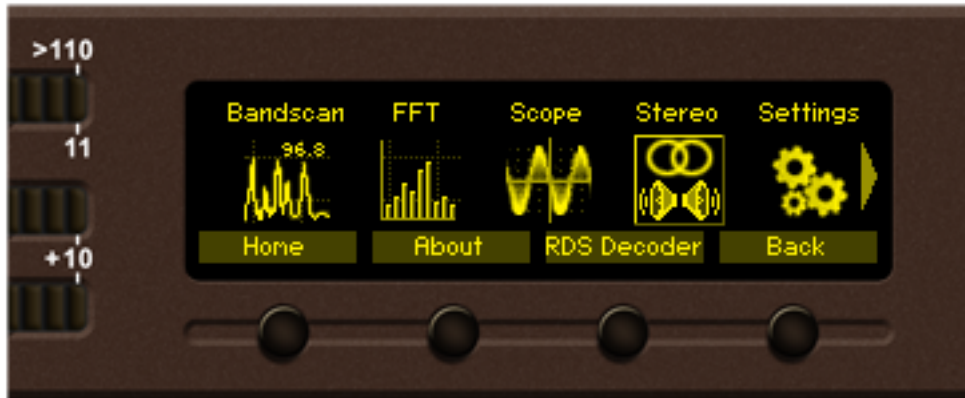 >110
11
+10
Bandscan FFT Scope Stereo Settings
96.8
Home About RDS Decoder Back